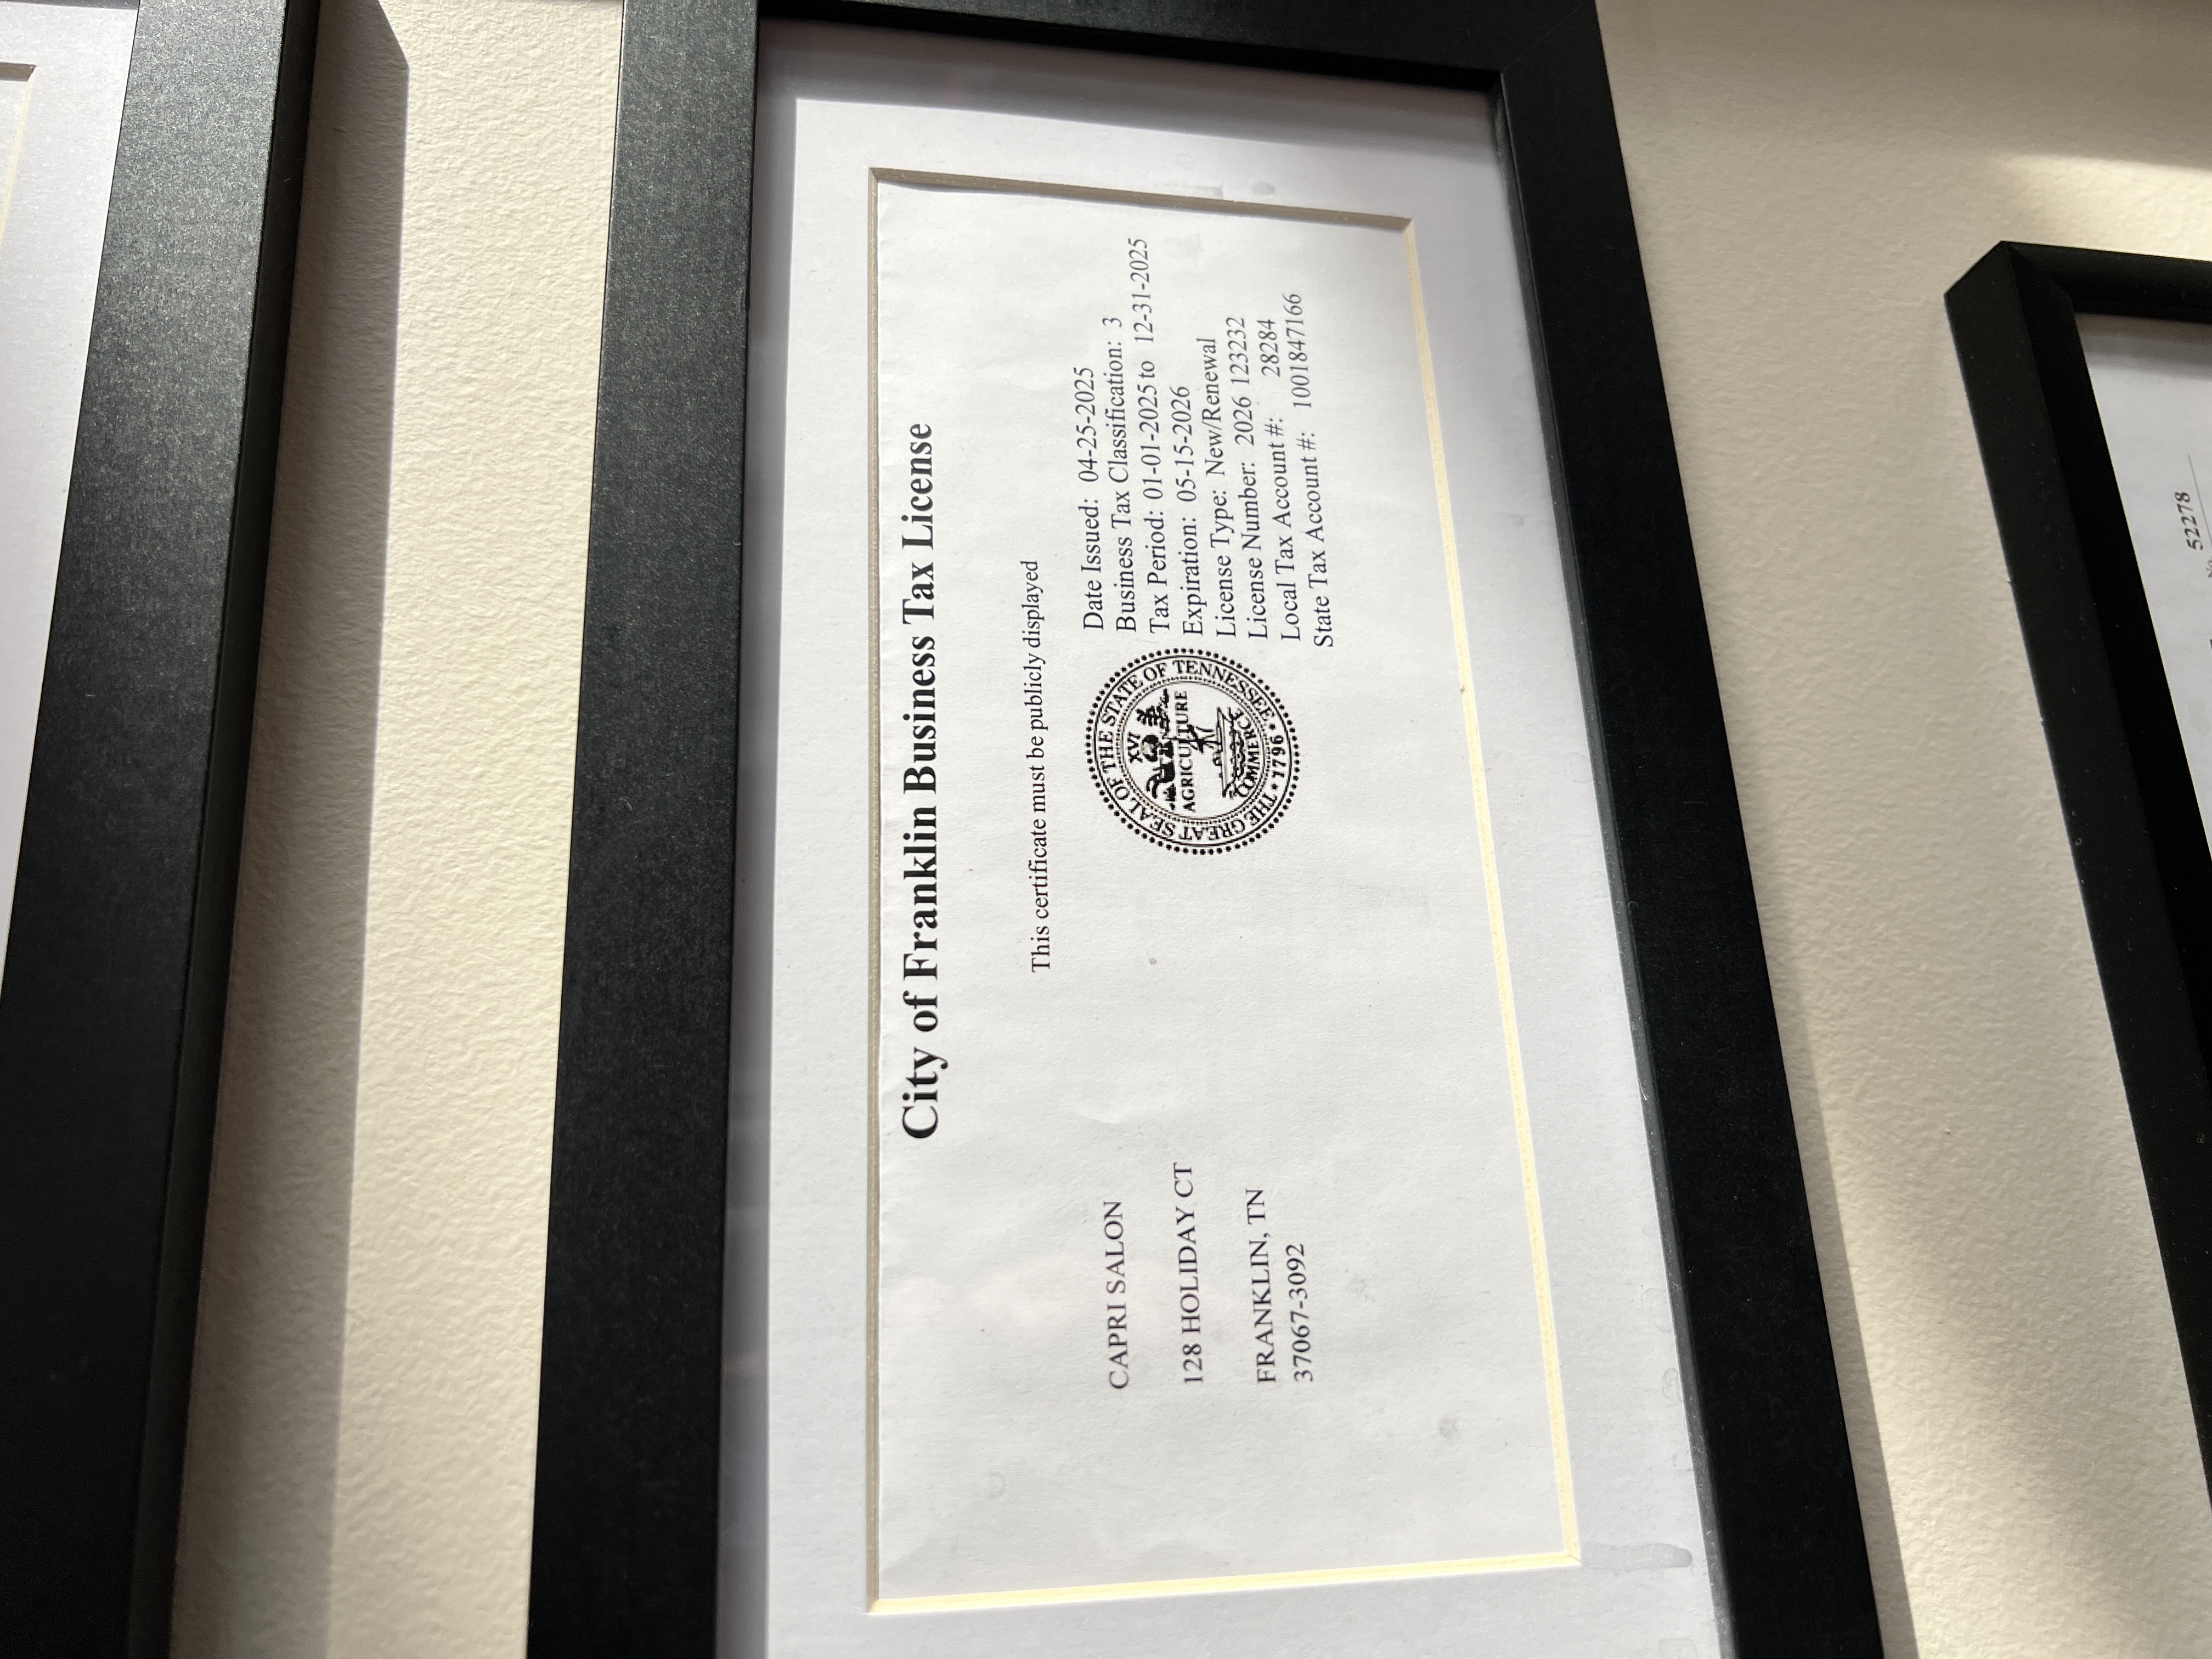 City of Franklin Business Tax License
This certificate must be publicly displayed
CAPRI SALON
128 HOLIDAY CT
FRANKLIN, TN
37067-3092
THE GREAT SEAL OF THE STATE OF TENNESSEE
XVI
AGRICULTURE
COMMERCE
1796
Date Issued: 04-25-2025
Business Tax Classification: 3
Tax Period: 01-01-2025 to 12-31-2025
Expiration: 05-15-2026
License Type: New/Renewal
License Number: 2026 123232
Local Tax Account #: 28284
State Tax Account #: 1001847166
52278